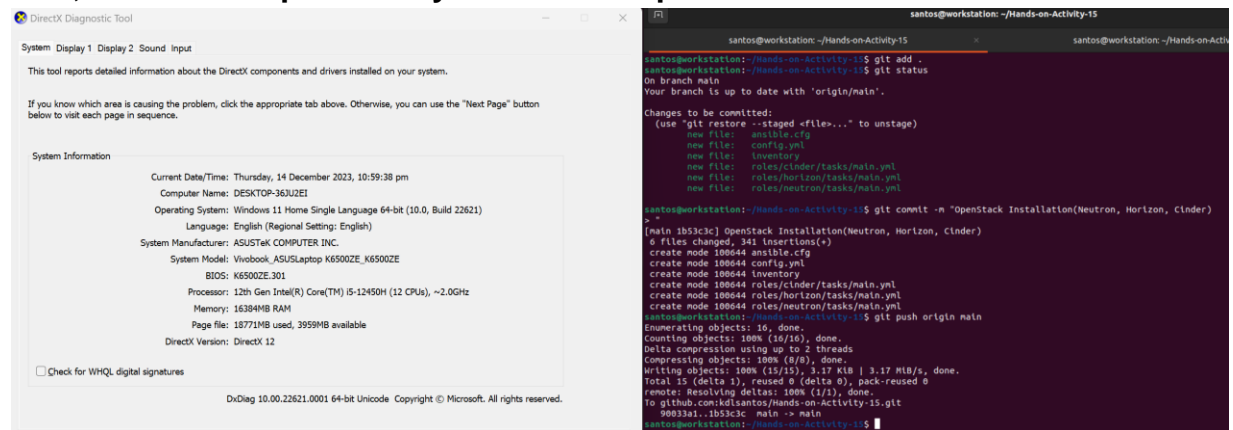 DirectX Diagnostic Tool
System Display 1 Display 2 Sound Input
This tool reports detailed information about the DirectX components and drivers installed on your system.
If you know which area is causing the problem, click the appropriate tab above. Otherwise, you can use the "Next Page" button
below to visit each page in sequence.
System Information
Current Date/Time: Thursday, 14 December 2023, 10:59:38 pm
Computer Name: DESKTOP-36JU2EI
Operating System: Windows 11 Home Single Language 64-bit (10.0, Build 22621)
Language: English (Regional Setting: English)
System Manufacturer: ASUSTeK COMPUTER INC.
System Model: Vivobook_ASUSLaptop K6500ZE_K6500ZE
BIOS: K6500ZE.301
Processor: 12th Gen Intel(R) Core(TM) i5-12450H (12 CPUs), ~2.0GHz
Memory: 16384MB RAM
Page file: 18771MB used, 3959MB available
DirectX Version: DirectX 12
Check for WHQL digital signatures
DxDiag 10.00.22621.0001 64-bit Unicode Copyright © Microsoft. All rights reserved.
santos@workstation: ~/Hands-on-Activity-15
santos@workstation: ~/Hands-on-Activity-15 × santos@workstation: ~/Hands-on-Activ
santos@workstation:~/Hands-on-Activity-15$ git add .
santos@workstation:~/Hands-on-Activity-15$ git status
On branch main
Your branch is up to date with 'origin/main'.
Changes to be committed:
(use "git restore --staged <file>..." to unstage)
new file: ansible.cfg
new file: config.yml
new file: inventory
new file: roles/cinder/tasks/main.yml
new file: roles/horizon/tasks/main.yml
new file: roles/neutron/tasks/main.yml
santos@workstation:~/Hands-on-Activity-15$ git commit -m "OpenStack Installation(Neutron, Horizon, Cinder)
> "
[main 1b53c3c] OpenStack Installation(Neutron, Horizon, Cinder)
6 files changed, 341 insertions(+)
create mode 100644 ansible.cfg
create mode 100644 config.yml
create mode 100644 inventory
create mode 100644 roles/cinder/tasks/main.yml
create mode 100644 roles/horizon/tasks/main.yml
create mode 100644 roles/neutron/tasks/main.yml
santos@workstation:~/Hands-on-Activity-15$ git push origin main
Enumerating objects: 16, done.
Counting objects: 100% (16/16), done.
Delta compression using up to 2 threads
Compressing objects: 100% (8/8), done.
Writing objects: 100% (15/15), 3.17 KiB | 3.17 MiB/s, done.
Total 15 (delta 1), reused 0 (delta 0), pack-reused 0
remote: Resolving deltas: 100% (1/1), done.
To github.com:kdlsantos/Hands-on-Activity-15.git
90033a1..1b53c3c main -> main
santos@workstation:~/Hands-on-Activity-15$